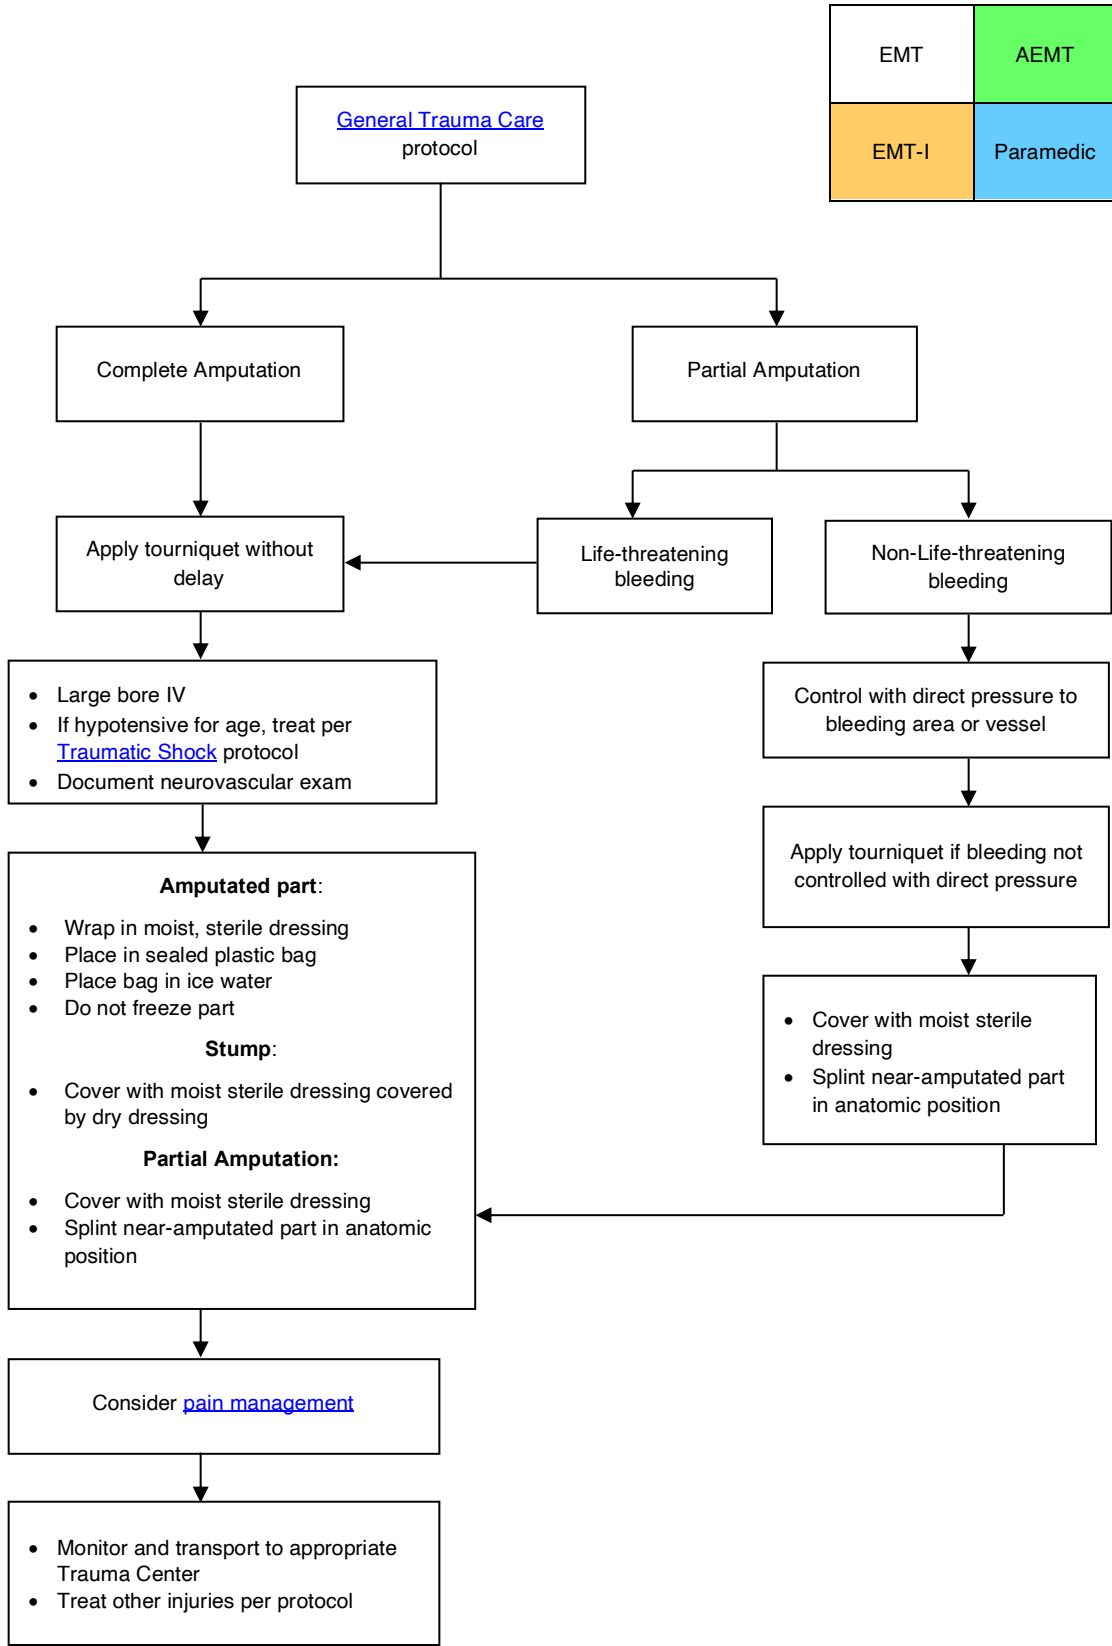 EMT
AEMT
EMT-I
Paramedic
General Trauma Care
protocol
Complete Amputation
Partial Amputation
Apply tourniquet without
delay
Life-threatening
bleeding
Non-Life-threatening
bleeding
• Large bore IV
• If hypotensive for age, treat per
Traumatic Shock protocol
• Document neurovascular exam
Control with direct pressure to
bleeding area or vessel
Apply tourniquet if bleeding not
controlled with direct pressure
• Cover with moist sterile
dressing
• Splint near-amputated part
in anatomic position
Amputated part:
• Wrap in moist, sterile dressing
• Place in sealed plastic bag
• Place bag in ice water
• Do not freeze part
Stump:
• Cover with moist sterile dressing covered
by dry dressing
Partial Amputation:
• Cover with moist sterile dressing
• Splint near-amputated part in anatomic
position
Consider pain management
• Monitor and transport to appropriate
Trauma Center
• Treat other injuries per protocol